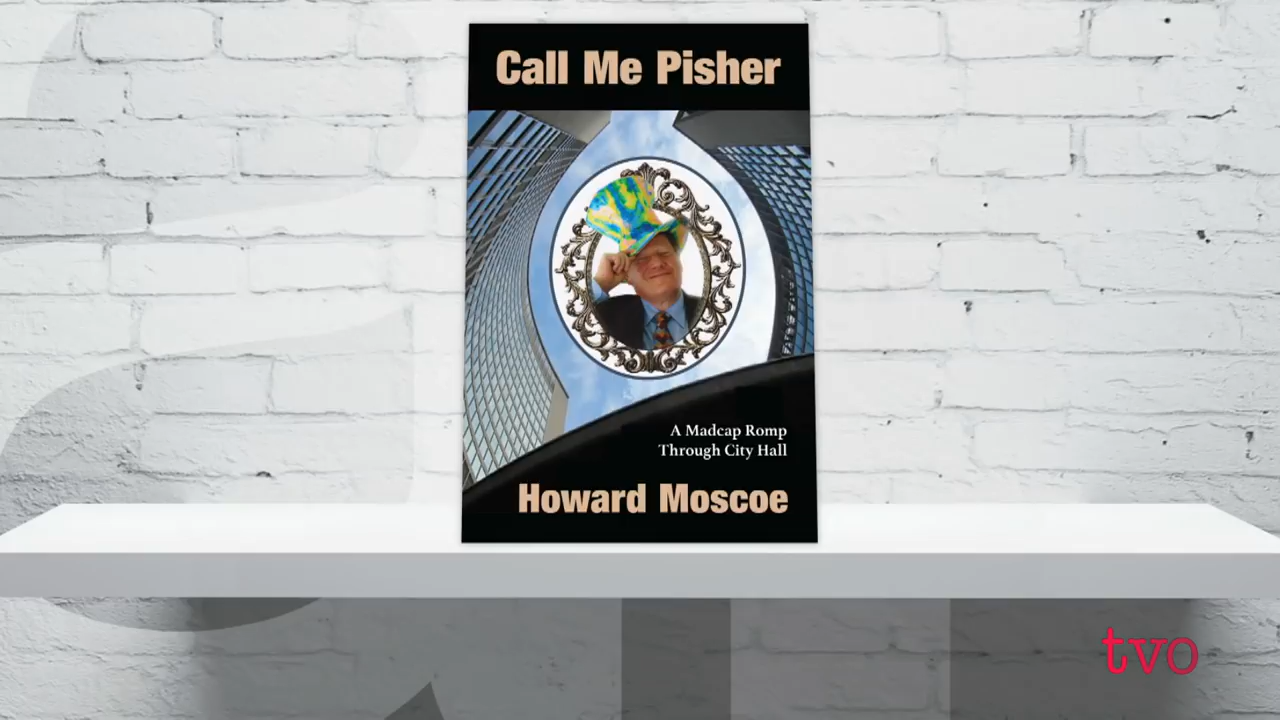 Call Me Pisher
A Madcap Romp
Through City Hall
Howard Moscoe
tvo